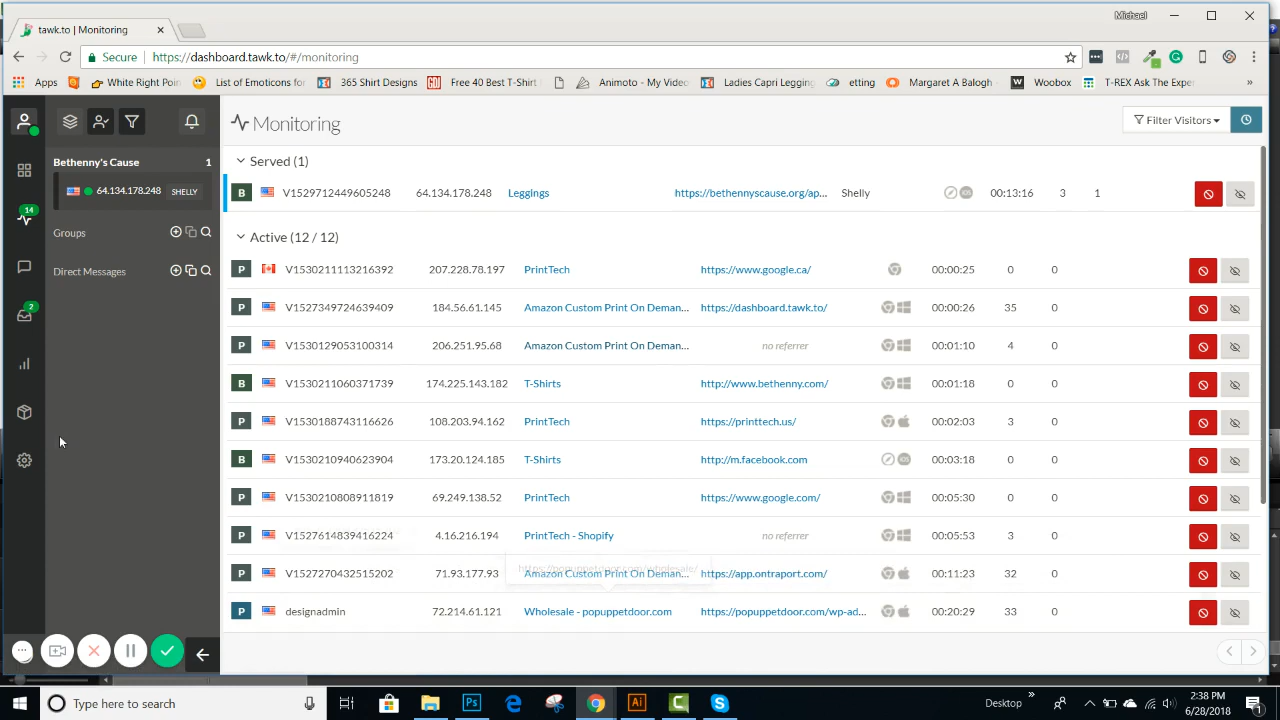 Michael
tawk.to | Monitoring
Secure https://dashboard.tawk.to/#/monitoring
Apps White Right Poin List of Emoticons for 365 Shirt Designs Free 40 Best T-Shirt Animoto - My Video Ladies Capri Legging etting Margaret A Balogh W Woobox T-REX Ask The Exper
Monitoring
Filter Visitors
Bethenny's Cause 1
Served (1)
64.134.178.248 SHELLY
B V1529712449605248 64.134.178.248 Leggings https://bethennyscause.org/ap... Shelly iOS 00:13:16 3 1
14
Groups
Active (12 / 12)
Direct Messages
P V1530211113216392 207.228.78.197 PrintTech https://www.google.ca/ 00:00:25 0 0
2
P V1527349724639409 184.56.61.145 Amazon Custom Print On Deman... https://dashboard.tawk.to/ 00:00:26 35 0
P V1530129053100314 206.251.95.68 Amazon Custom Print On Deman... no referrer 00:01:10 4 0
B V1530211060371739 174.225.143.182 T-Shirts http://www.bethenny.com/ 00:01:18 0 0
P V1530188743116626 108.203.94.162 PrintTech https://printtech.us/ 00:02:03 3 0
B V1530210940623904 173.20.124.185 T-Shirts http://m.facebook.com iOS 00:03:18 0 0
P V1530210808911819 69.249.138.52 PrintTech https://www.google.com/ 00:05:30 0 0
P V1527614839416224 4.16.216.194 PrintTech - Shopify no referrer 00:05:53 3 0
https://popuppetdoor.com/wholesale/
P V1527270432515202 71.93.177.93 Amazon Custom Print On Deman... https://app.ontraport.com/ 00:11:23 32 0
P designadmin 72.214.61.121 Wholesale - popuppetdoor.com https://popuppetdoor.com/wp-ad... 00:20:29 33 0
Type here to search
Ps
Ai
Desktop
2:38 PM
6/28/2018
1